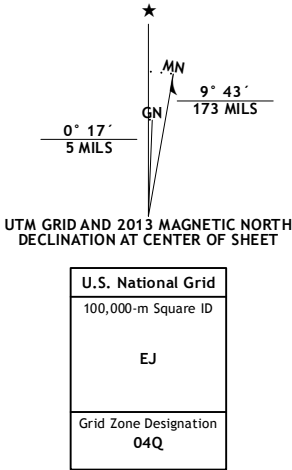 ★
MN
GN
9° 43´
173 MILS
0° 17´
5 MILS
UTM GRID AND 2013 MAGNETIC NORTH
DECLINATION AT CENTER OF SHEET
U.S. National Grid
100,000-m Square ID
EJ
Grid Zone Designation
04Q